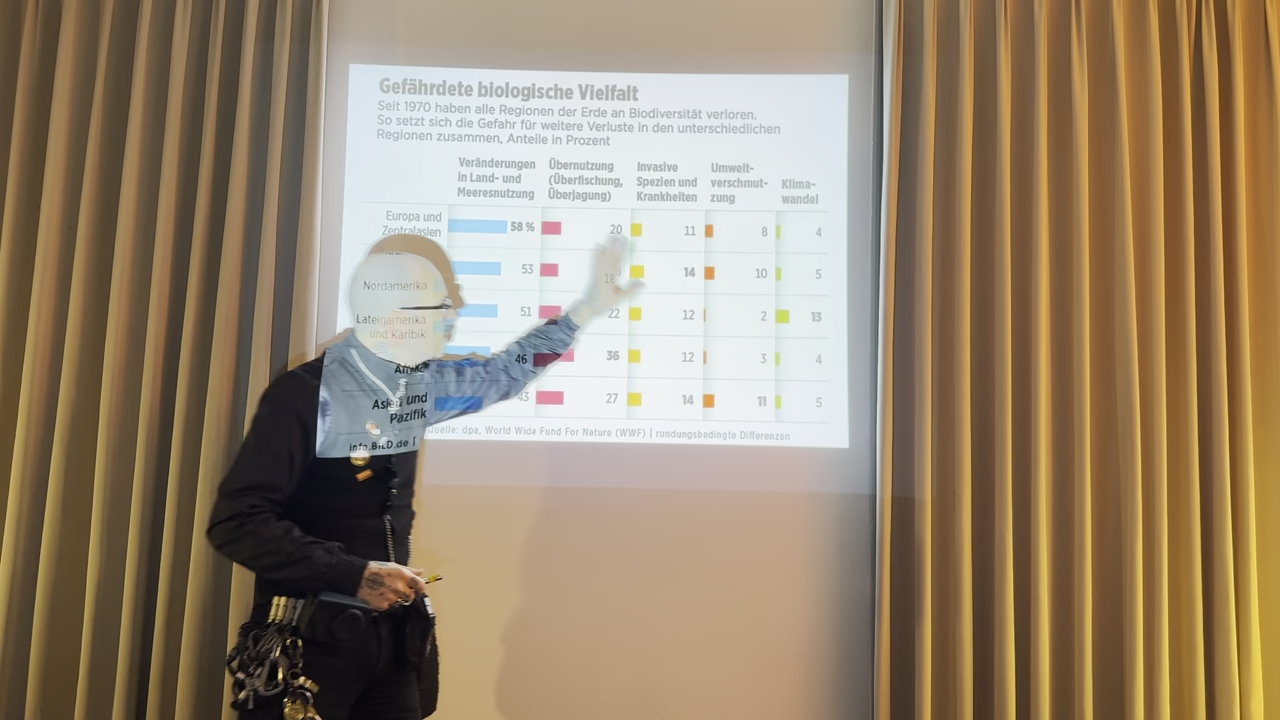 Gefährdete biologische Vielfalt
Seit 1970 haben alle Regionen der Erde an Biodiversität verloren.
So setzt sich die Gefahr für weitere Verluste in den unterschiedlichen
Regionen zusammen, Anteile in Prozent
Veränderungen in Land- und Meeresnutzung
Übernutzung (Überfischung, Überjagung)
Invasive Spezien und Krankheiten
Umwelt-verschmut-zung
Klima-wandel
Europa und Zentralasien 58 % 20 11 8 4
Nordamerika 53 18 14 10 5
Lateinamerika und Karibik 51 22 12 2 13
Afrika 46 36 12 3 4
Asien und Pazifik 43 27 14 11 5
info.BILD.de | Quelle: dpa, World Wide Fund For Nature (WWF) | rundungsbedingte Differenzen